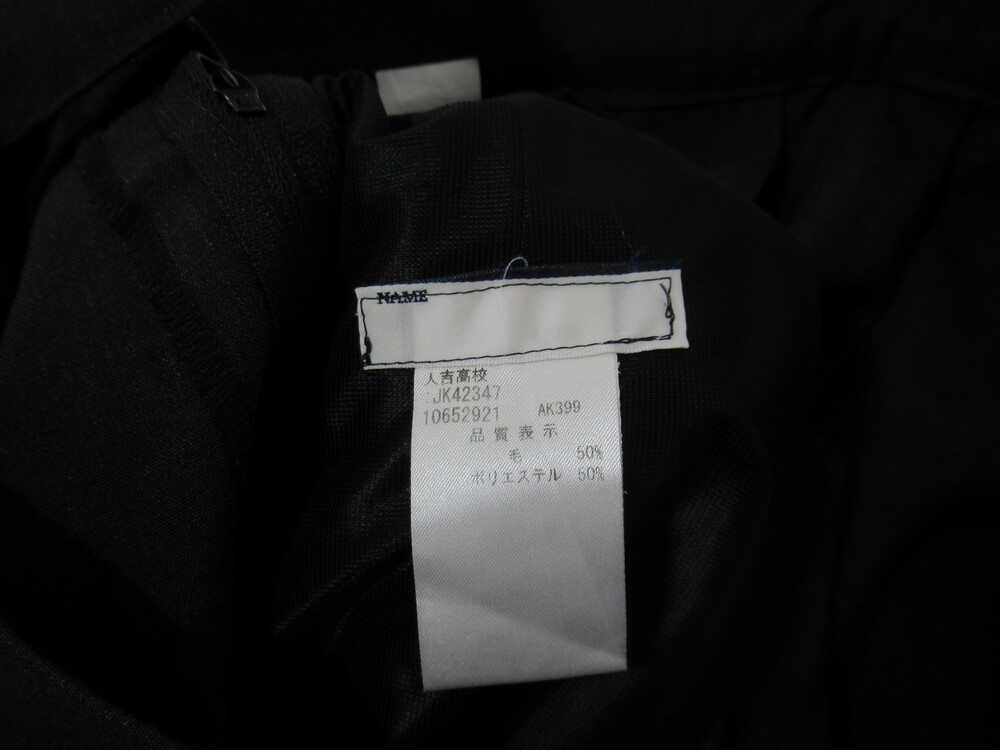 NAME
人吉高校
JK42347
10652921 AK399
品質表示
毛 50%
ポリエステル 50%